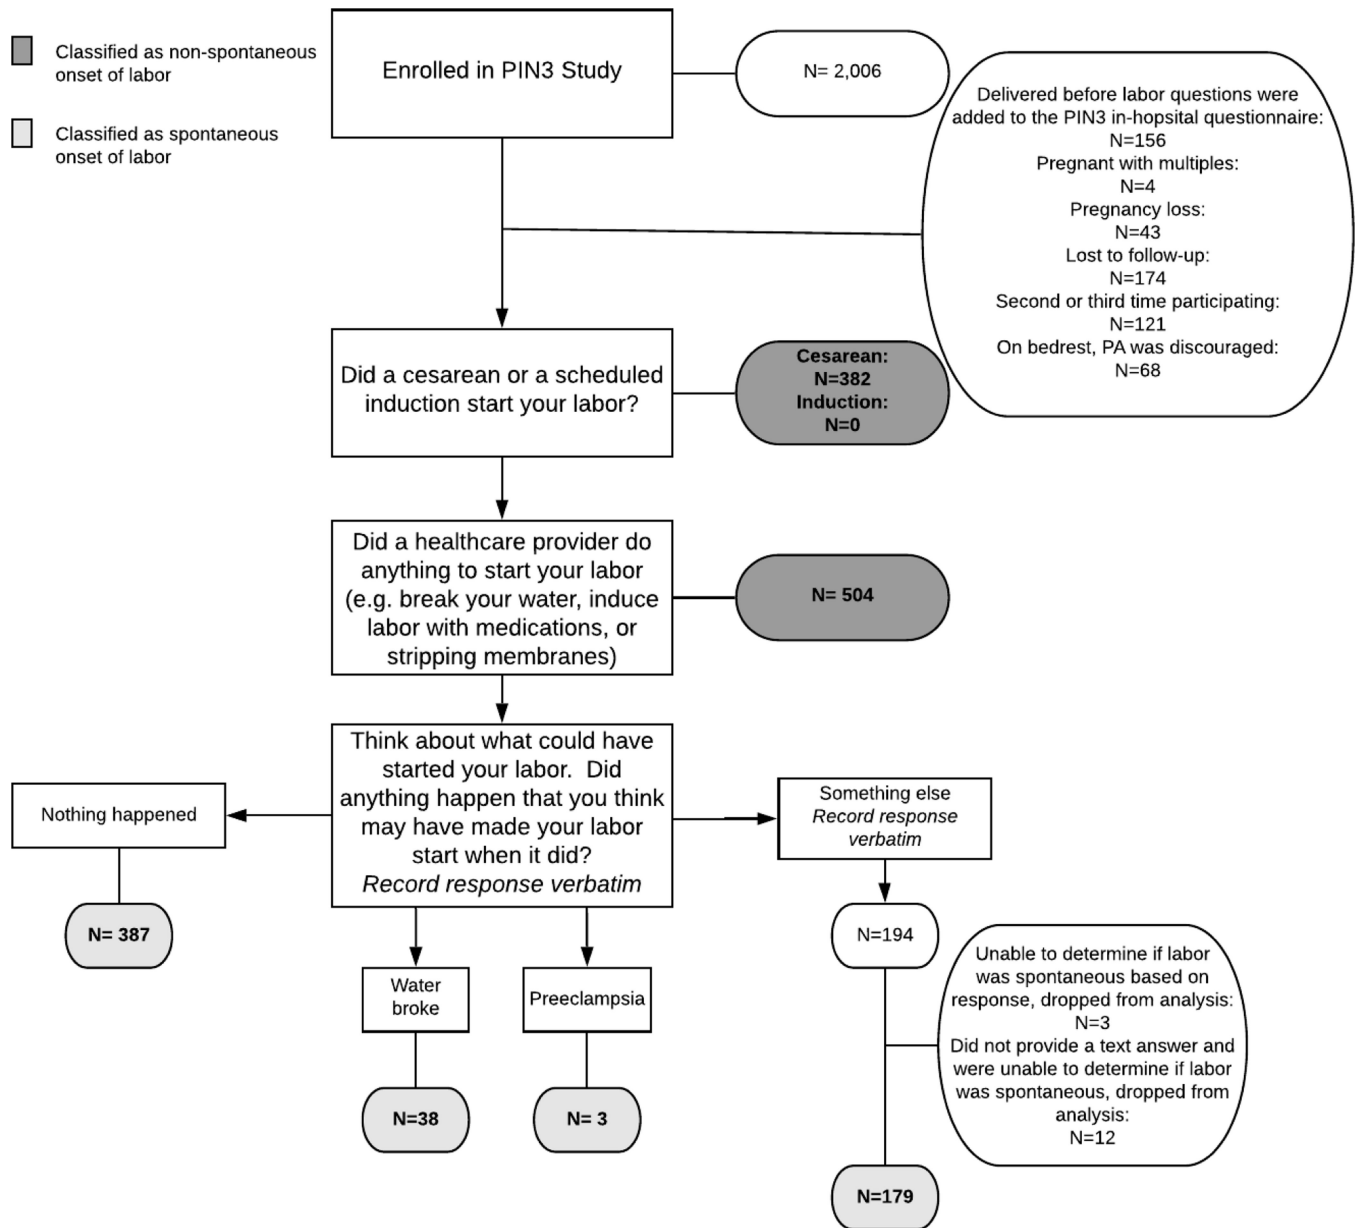 Classified as non-spontaneous
onset of labor
Classified as spontaneous
onset of labor
Enrolled in PIN3 Study
N= 2,006
Delivered before labor questions were
added to the PIN3 in-hopsital questionnaire:
N=156
Pregnant with multiples:
N=4
Pregnancy loss:
N=43
Lost to follow-up:
N=174
Second or third time participating:
N=121
On bedrest, PA was discouraged:
N=68
Did a cesarean or a scheduled
induction start your labor?
Cesarean:
N=382
Induction:
N=0
Did a healthcare provider do
anything to start your labor
(e.g. break your water, induce
labor with medications, or
stripping membranes)
N= 504
Think about what could have
started your labor.  Did
anything happen that you think
may have made your labor
start when it did?
Record response verbatim
Nothing happened
N= 387
Water
broke
N=38
Preeclampsia
N= 3
Something else
Record response
verbatim
N=194
Unable to determine if labor
was spontaneous based on
response, dropped from analysis:
N=3
Did not provide a text answer and
were unable to determine if labor
was spontaneous, dropped from
analysis:
N=12
N=179